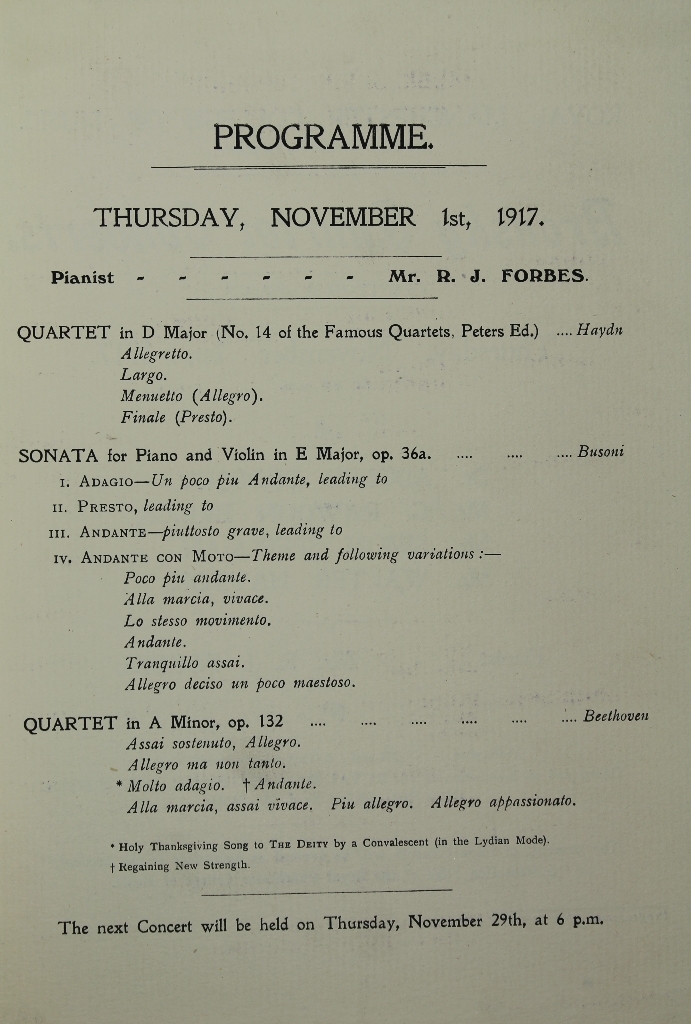 PROGRAMME.
THURSDAY, NOVEMBER 1st, 1917.
Pianist - - - - - - Mr. R. J. FORBES.
QUARTET in D Major (No. 14 of the Famous Quartets, Peters Ed.) .... Haydn
Allegretto.
Largo.
Menuetto (Allegro).
Finale (Presto).
SONATA for Piano and Violin in E Major, op. 36a. .... .... .... Busoni
I. ADAGIO—Un poco piu Andante, leading to
II. PRESTO, leading to
III. ANDANTE—piuttosto grave, leading to
IV. ANDANTE CON MOTO—Theme and following variations :—
Poco piu andante.
Alla marcia, vivace.
Lo stesso movimento.
Andante.
Tranquillo assai.
Allegro deciso un poco maestoso.
QUARTET in A Minor, op. 132 .... .... .... .... .... .... Beethoven
Assai sostenuto, Allegro.
Allegro ma non tanto.
* Molto adagio. † Andante.
Alla marcia, assai vivace. Piu allegro. Allegro appassionato.
* Holy Thanksgiving Song to THE DEITY by a Convalescent (in the Lydian Mode).
† Regaining New Strength.
The next Concert will be held on Thursday, November 29th, at 6 p.m.